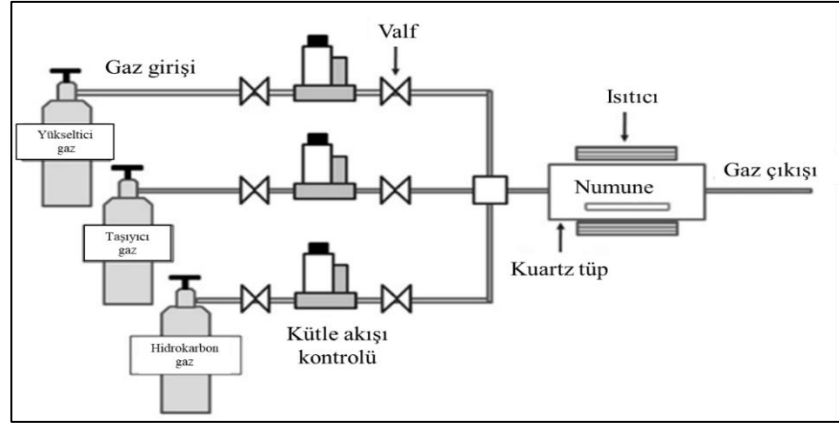 Valf
Gaz girişi
Isıtıcı
Yükseltici
gaz
Gaz çıkışı
Numune
Taşıyıcı
gaz
Kuartz tüp
Kütle akışı
kontrolü
Hidrokarbon
gaz